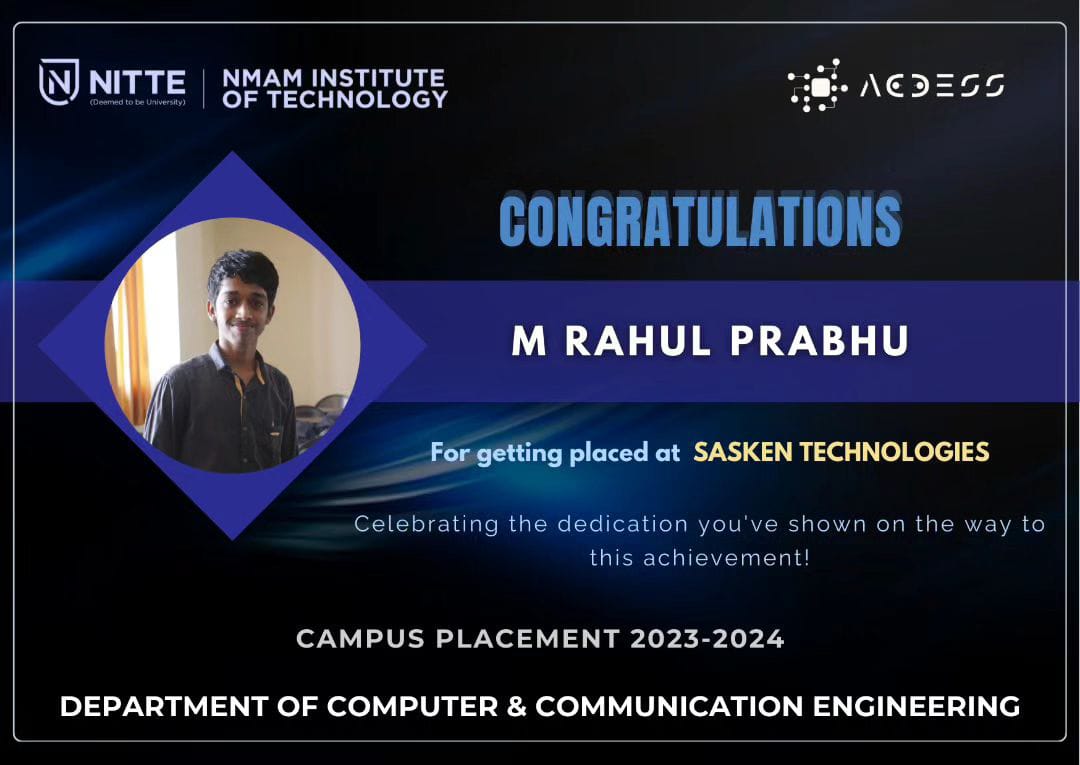 NITTE
(Deemed to be University)
NMAM INSTITUTE
OF TECHNOLOGY
ACDESS
CONGRATULATIONS
M RAHUL PRABHU
For getting placed at SASKEN TECHNOLOGIES
Celebrating the dedication you've shown on the way to
this achievement!
CAMPUS PLACEMENT 2023-2024
DEPARTMENT OF COMPUTER & COMMUNICATION ENGINEERING